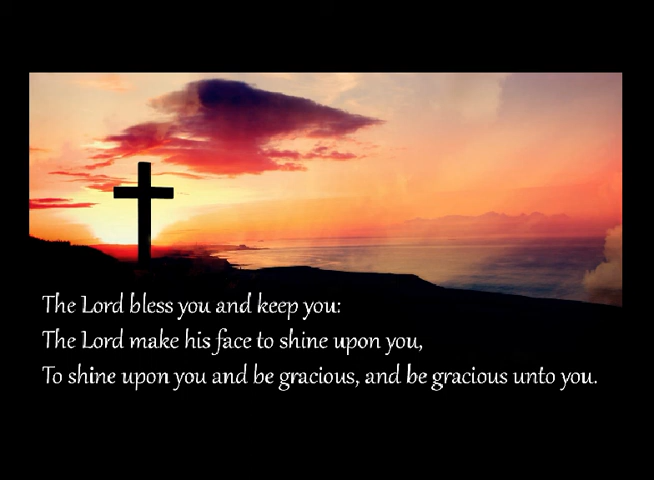 The Lord bless you and keep you:
The Lord make his face to shine upon you,
To shine upon you and be gracious, and be gracious unto you.